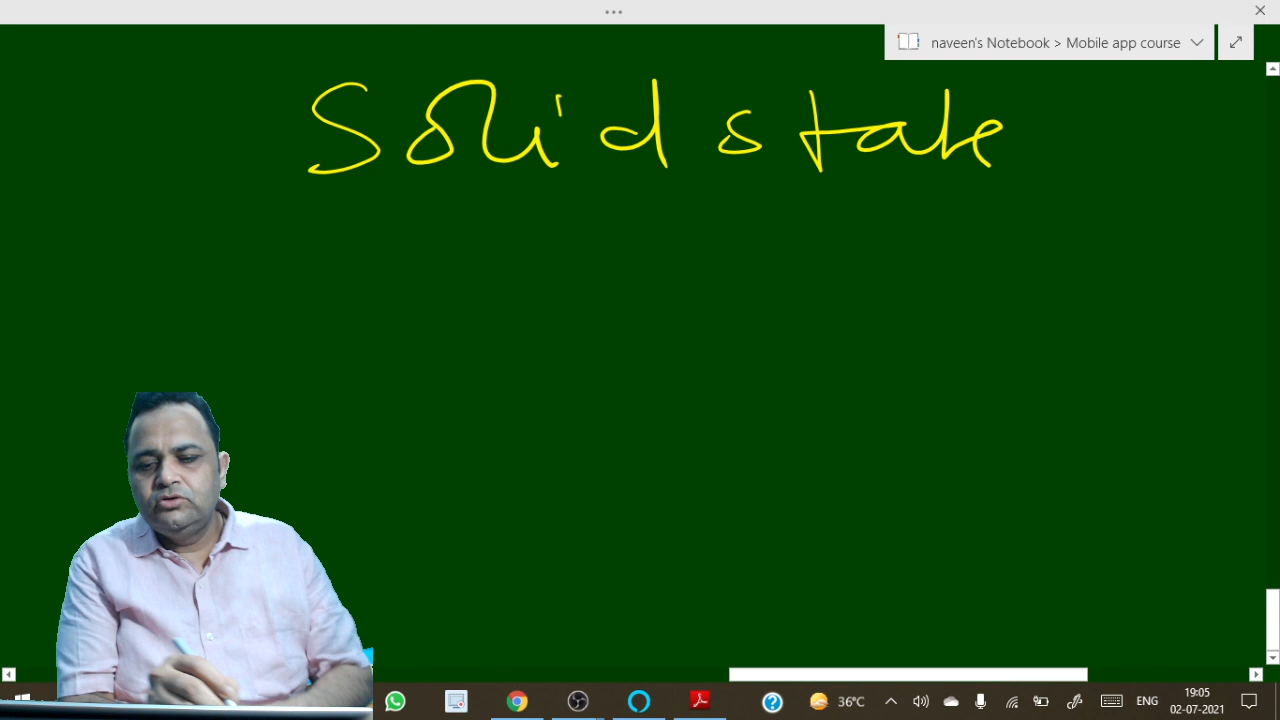 naveen's Notebook > Mobile app course
Solid state
36°C
ENG
19:05
02-07-2021